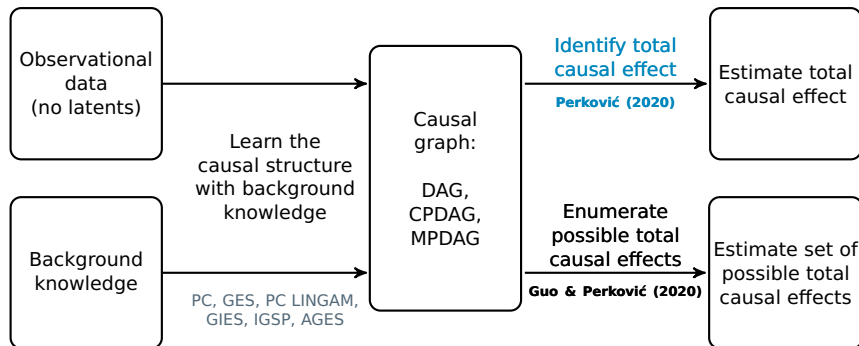 Observational
data
(no latents)
Background
knowledge
Learn the
causal structure
with background
knowledge
PC, GES, PC LINGAM,
GIES, IGSP, AGES
Causal
graph:
DAG,
CPDAG,
MPDAG
Identify total
causal effect
Perković (2020)
Enumerate
possible total
causal effects
Guo & Perković (2020)
Estimate total
causal effect
Estimate set of
possible total
causal effects